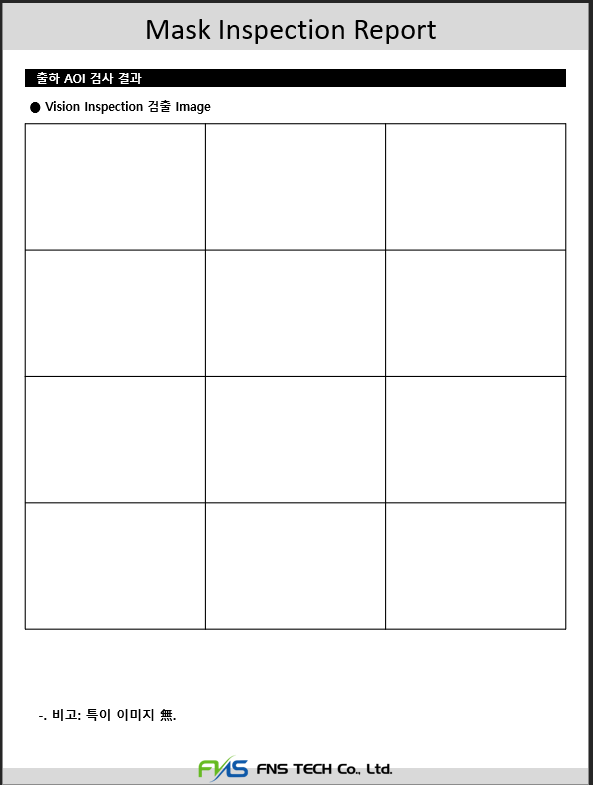 Mask Inspection Report
출하 AOI 검사 결과
● Vision Inspection 검출 Image
-. 비고: 특이 이미지 無.
FNS FNS TECH Co., Ltd.